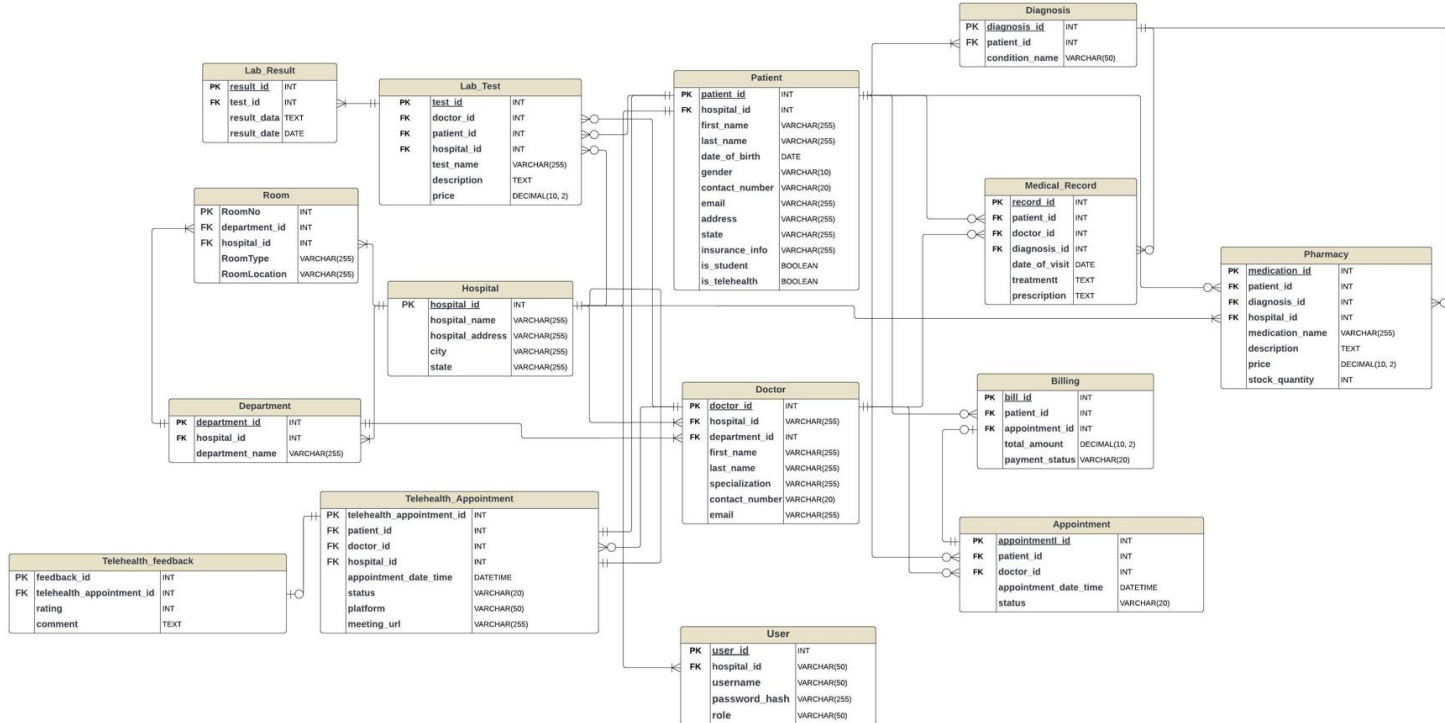 Diagnosis
PK diagnosis_id INT
FK patient_id INT
condition_name VARCHAR(50)
Lab_Result
PK result_id INT
FK test_id INT
result_data TEXT
result_date DATE
Lab_Test
PK test_id INT
FK doctor_id INT
FK patient_id INT
FK hospital_id INT
test_name VARCHAR(255)
description TEXT
price DECIMAL(10, 2)
Patient
PK patient_id INT
FK hospital_id INT
first_name VARCHAR(255)
last_name VARCHAR(255)
date_of_birth DATE
gender VARCHAR(10)
contact_number VARCHAR(20)
email VARCHAR(255)
address VARCHAR(255)
state VARCHAR(255)
insurance_info VARCHAR(255)
is_student BOOLEAN
is_telehealth BOOLEAN
Room
PK RoomNo INT
FK department_id INT
FK hospital_id INT
RoomType VARCHAR(255)
RoomLocation VARCHAR(255)
Medical_Record
PK record_id INT
FK patient_id INT
FK doctor_id INT
FK diagnosis_id INT
date_of_visit DATE
treatmentt TEXT
prescription TEXT
Pharmacy
PK medication_id INT
FK patient_id INT
FK diagnosis_id INT
FK hospital_id INT
medication_name VARCHAR(255)
description TEXT
price DECIMAL(10, 2)
stock_quantity INT
Hospital
PK hospital_id INT
hospital_name VARCHAR(255)
hospital_address VARCHAR(255)
city VARCHAR(255)
state VARCHAR(255)
Department
PK department_id INT
FK hospital_id INT
department_name VARCHAR(255)
Doctor
PK doctor_id INT
FK hospital_id VARCHAR(255)
FK department_id INT
first_name VARCHAR(255)
last_name VARCHAR(255)
specialization VARCHAR(255)
contact_number VARCHAR(20)
email VARCHAR(255)
Billing
PK bill_id INT
FK patient_id INT
FK appointment_id INT
total_amount DECIMAL(10, 2)
payment_status VARCHAR(20)
Telehealth_Appointment
PK telehealth_appointment_id INT
FK patient_id INT
FK doctor_id INT
FK hospital_id INT
appointment_date_time DATETIME
status VARCHAR(20)
platform VARCHAR(50)
meeting_url VARCHAR(255)
Appointment
PK appointmentl_id INT
FK patient_id INT
FK doctor_id INT
appointment_date_time DATETIME
status VARCHAR(20)
Telehealth_feedback
PK feedback_id INT
FK telehealth_appointment_id INT
rating INT
comment TEXT
User
PK user_id INT
FK hospital_id VARCHAR(50)
username VARCHAR(50)
password_hash VARCHAR(255)
role VARCHAR(50)